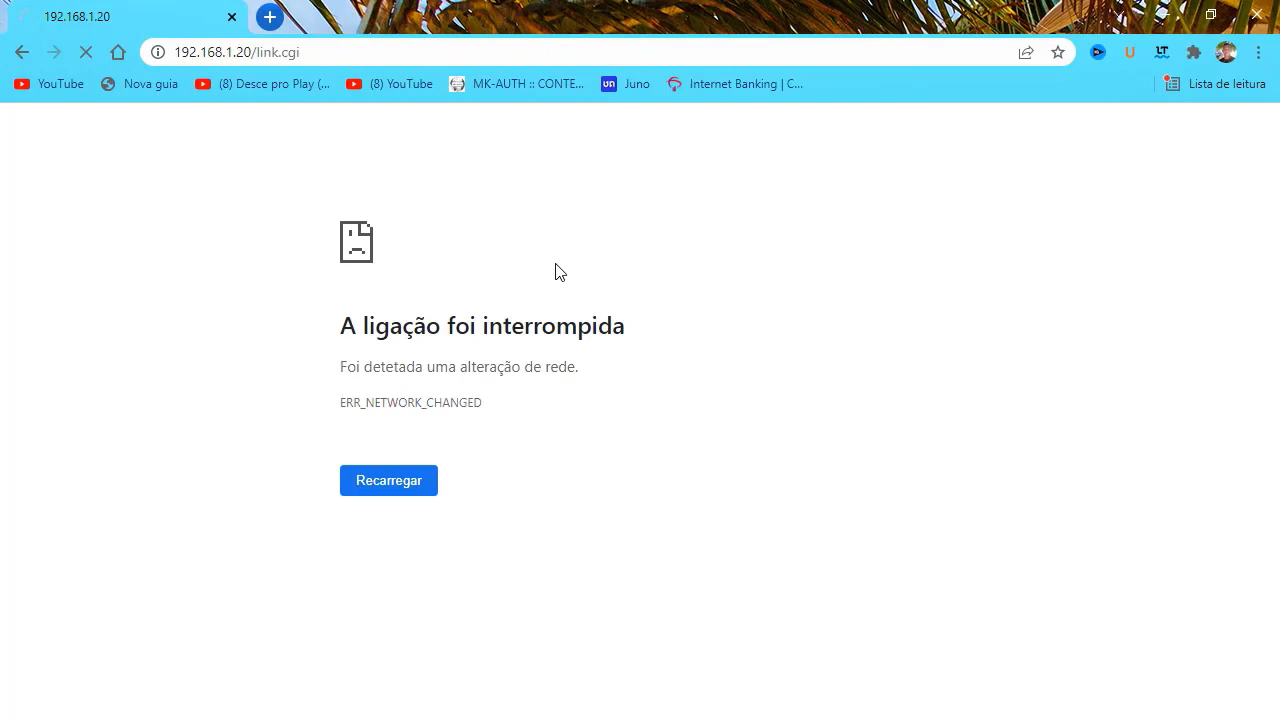 192.168.1.20
192.168.1.20/link.cgi
U
LT
YouTube
Nova guia
(8) Desce pro Play (...
(8) YouTube
MK-AUTH :: CONTE...
Juno
Internet Banking | C...
Lista de leitura
A ligação foi interrompida
Foi detetada uma alteração de rede.
ERR_NETWORK_CHANGED
Recarregar